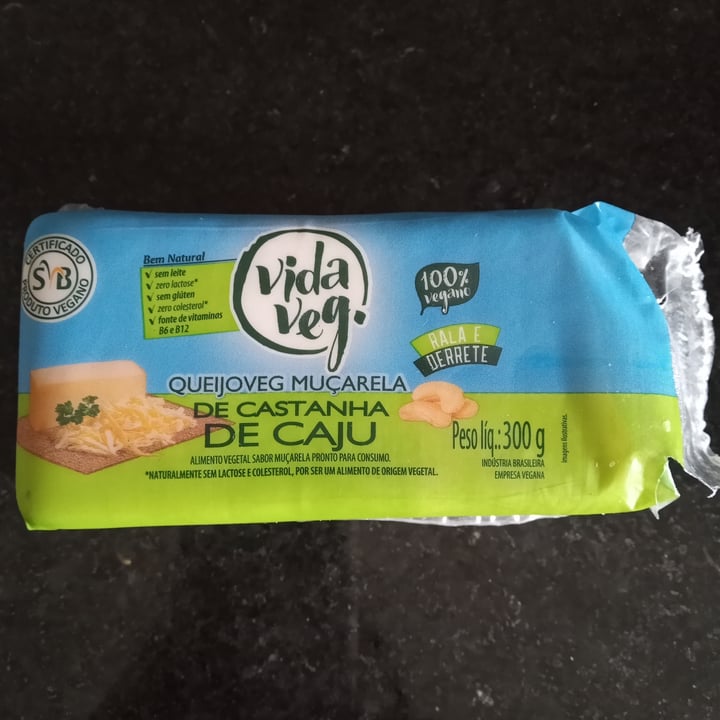 CERTIFICADO
SVB
PRODUTO VEGANO
Bem Natural
sem leite
zero lactose*
sem glúten
zero colesterol*
fonte de vitaminas
B6 e B12
vida
veg.
100%
vegano
RALA E
DERRETE
QUEIJOVEG MUÇARELA
DE CASTANHA
DE CAJU
ALIMENTO VEGETAL SABOR MUÇARELA PRONTO PARA CONSUMO.
*NATURALMENTE SEM LACTOSE E COLESTEROL, POR SER UM ALIMENTO DE ORIGEM VEGETAL.
Peso líq.: 300 g
INDÚSTRIA BRASILEIRA
EMPRESA VEGANA
Imagens Ilustrativas.